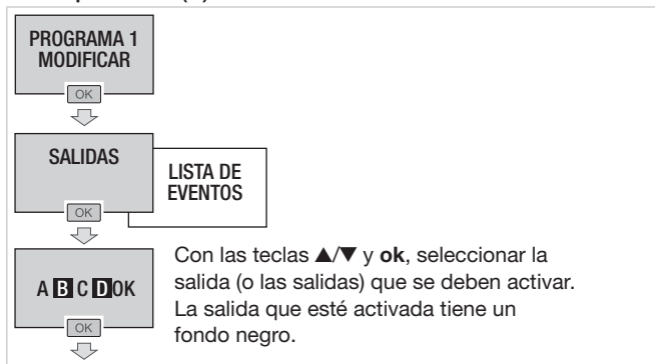 PROGRAMA 1
MODIFICAR
OK
SALIDAS
LISTA DE
EVENTOS
OK
Con las teclas ▲/▼ y ok, seleccionar la
salida (o las salidas) que se deben activar.
La salida que esté activada tiene un
fondo negro.
A B C D OK
OK